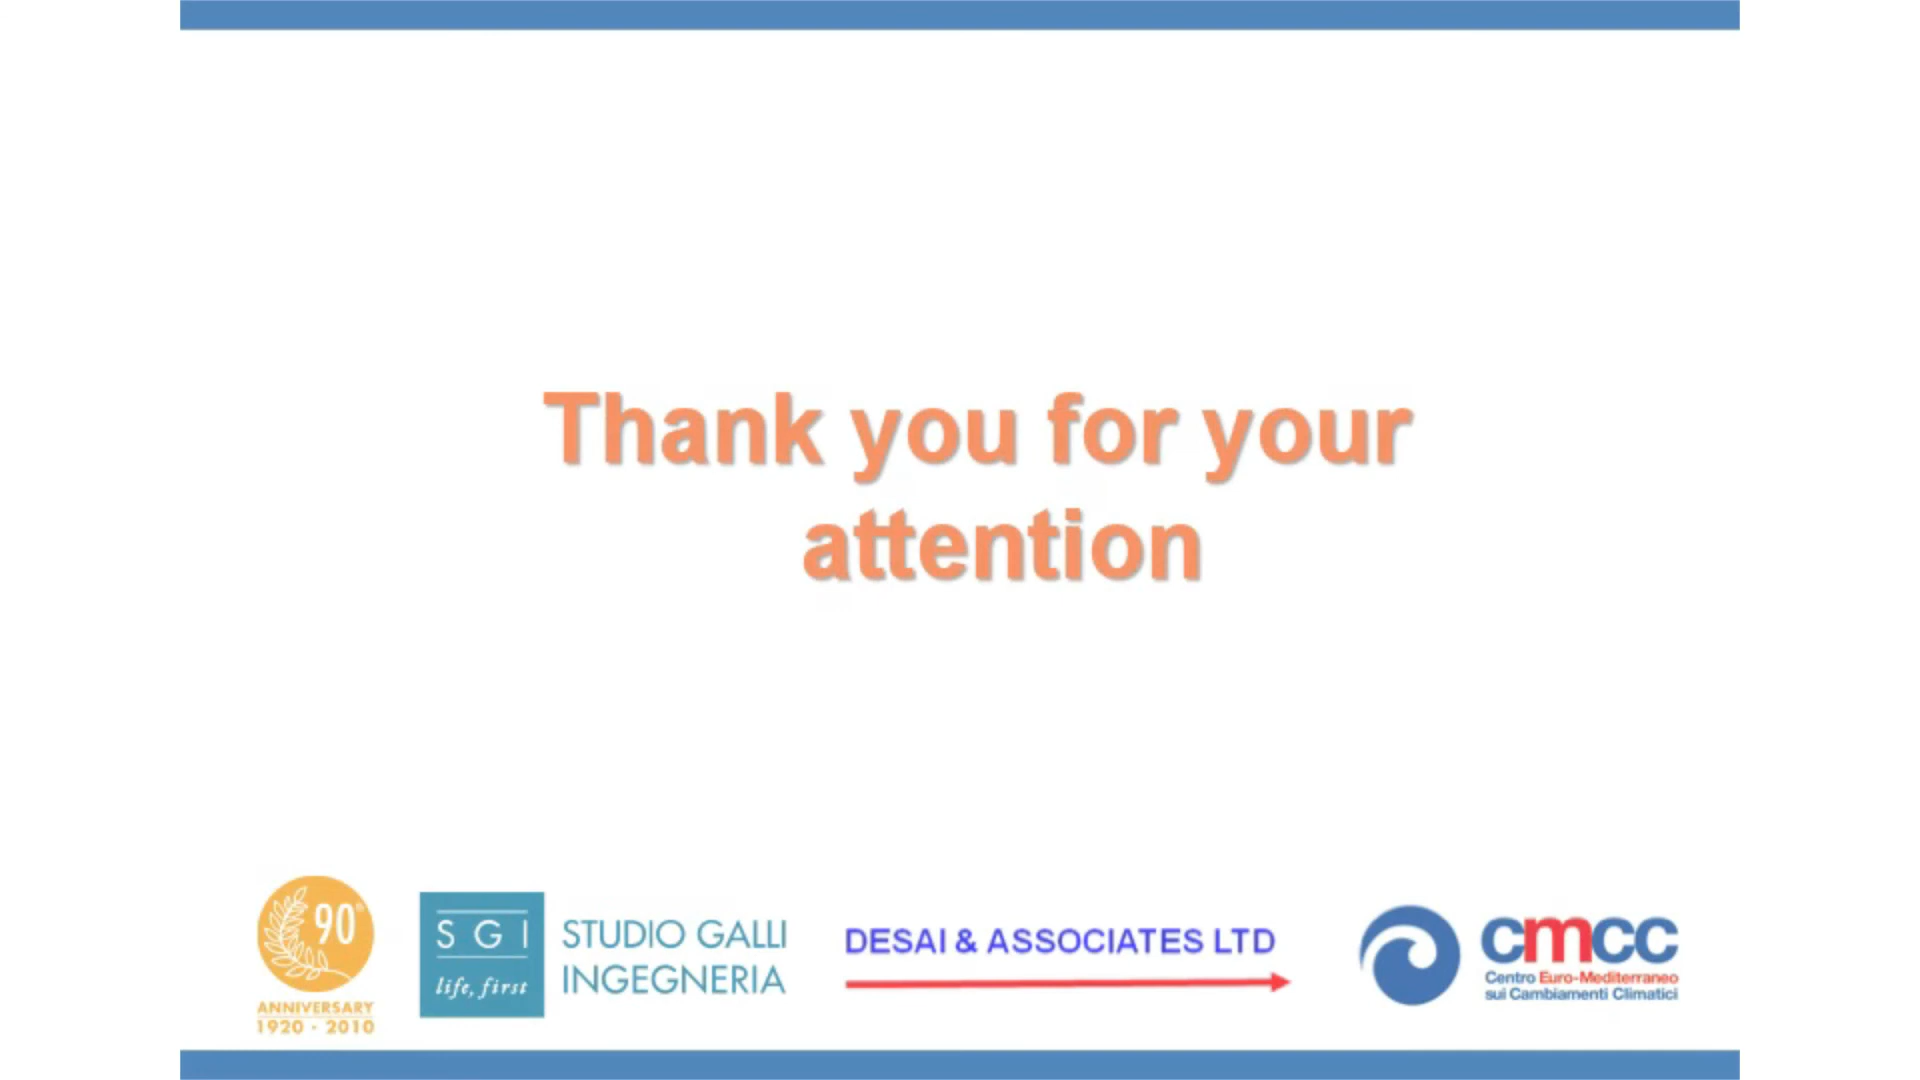 Thank you for your
attention
90°
ANNIVERSARY
1920 - 2010
SGI
life, first
STUDIO GALLI
INGEGNERIA
DESAI & ASSOCIATES LTD
cmcc
Centro Euro-Mediterraneo
sui Cambiamenti Climatici